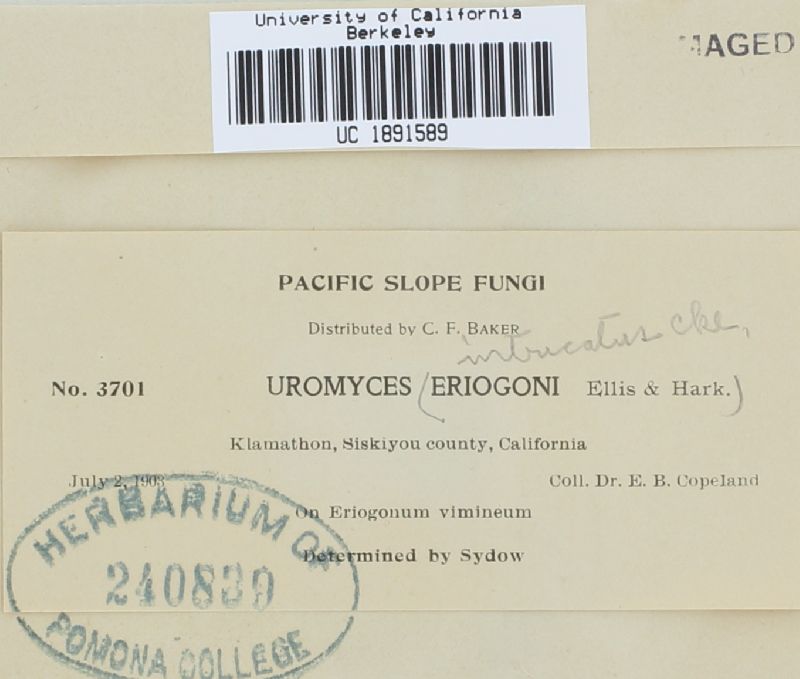 University of California
Berkeley
UC 1891589
AGED
PACIFIC SLOPE FUNGI
Distributed by C. F. BAKER
intricatus Cke.
No. 3701 UROMYCES (ERIOGONI Ellis & Hark.)
Klamathon, Siskiyou county, California
July 2, 1903 Coll. Dr. E. B. Copeland
On Eriogonum vimineum
Determined by Sydow
HERBARIUM OF
240839
POMONA COLLEGE